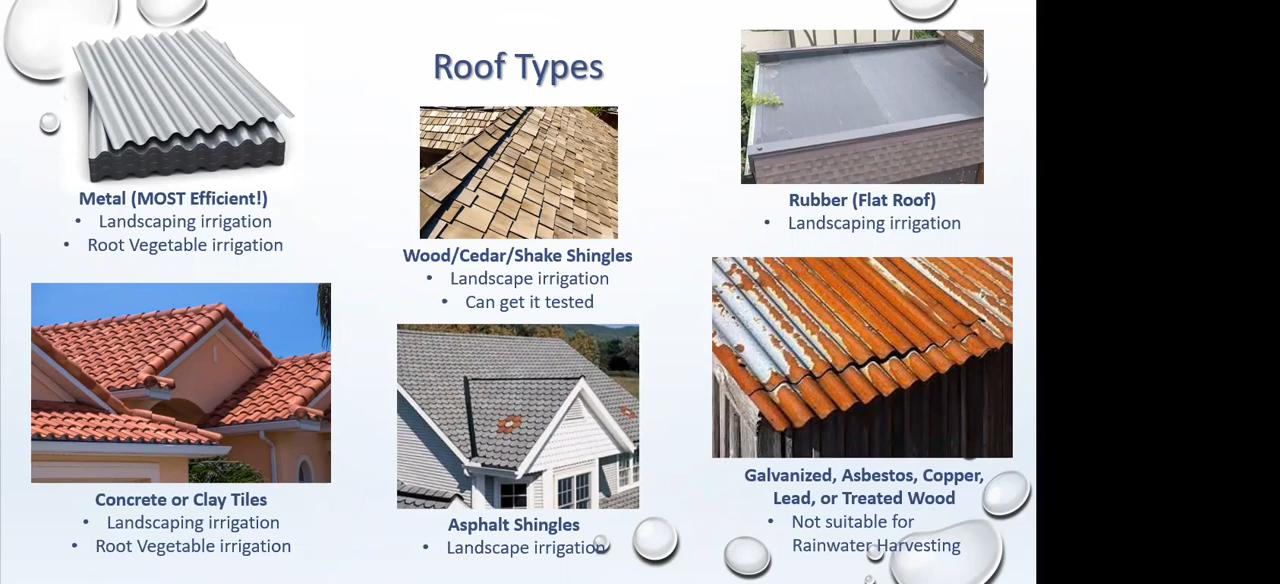 Roof Types
Metal (MOST Efficient!)
• Landscaping irrigation
• Root Vegetable irrigation
Wood/Cedar/Shake Shingles
• Landscape irrigation
• Can get it tested
Rubber (Flat Roof)
• Landscaping irrigation
Concrete or Clay Tiles
• Landscaping irrigation
• Root Vegetable irrigation
Asphalt Shingles
• Landscape irrigation
Galvanized, Asbestos, Copper,
Lead, or Treated Wood
• Not suitable for
Rainwater Harvesting